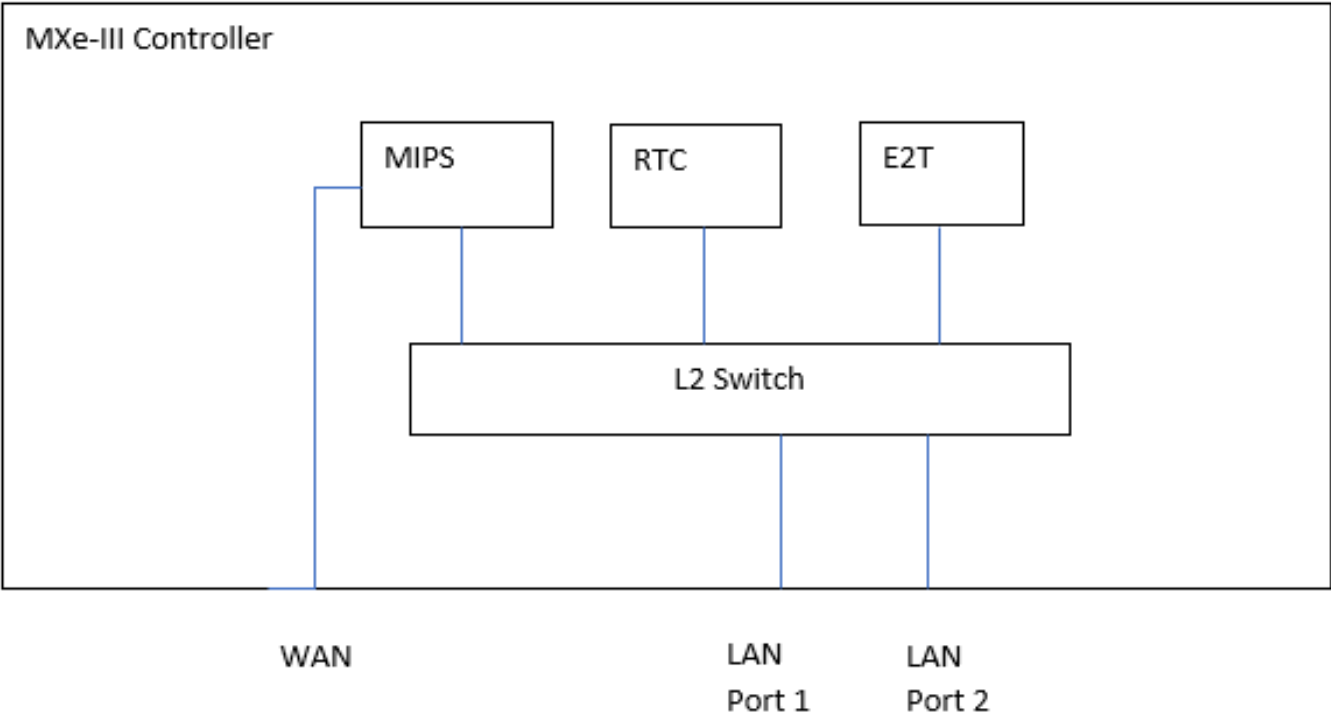 MXe-III Controller
MIPS
RTC
E2T
L2 Switch
WAN
LAN
Port 1
LAN
Port 2